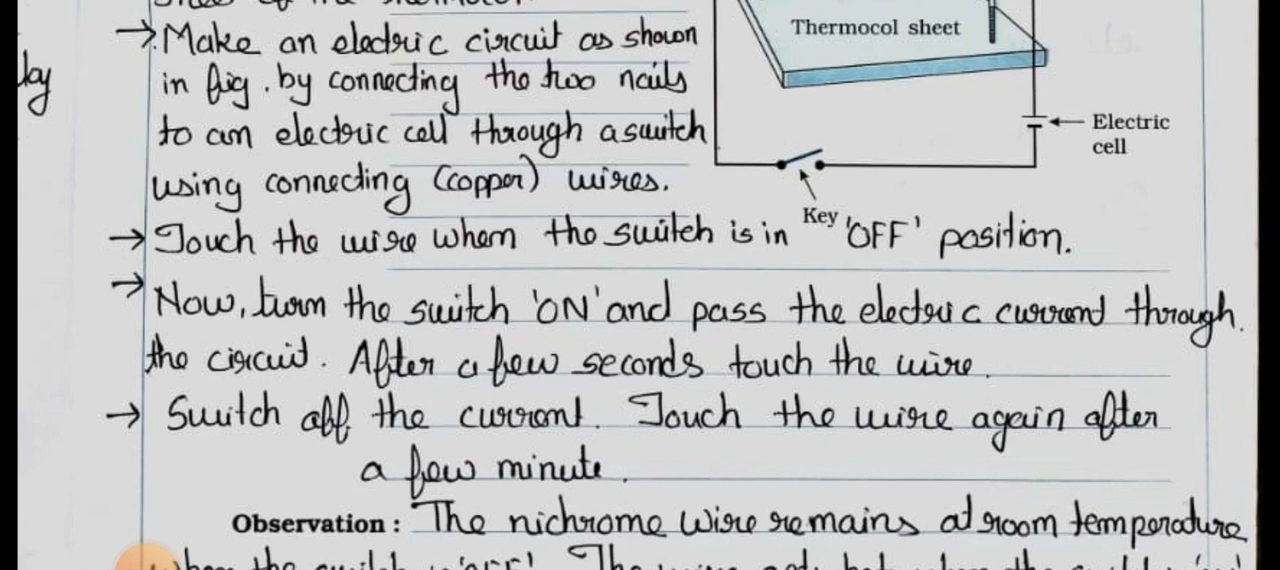 → Make an electric circuit as shown
in fig. by connecting the two nails
to an electric cell through a switch
using connecting (copper) wires.
Thermocol sheet
Electric
cell
Key
→ Touch the wire when the switch is in 'OFF' position.
→ Now, turn the switch 'ON' and pass the electric current through
the circuit. After a few seconds touch the wire.
→ Switch off the current. Touch the wire again after
a few minute.
Observation : The nichrome wire remains at room temperature